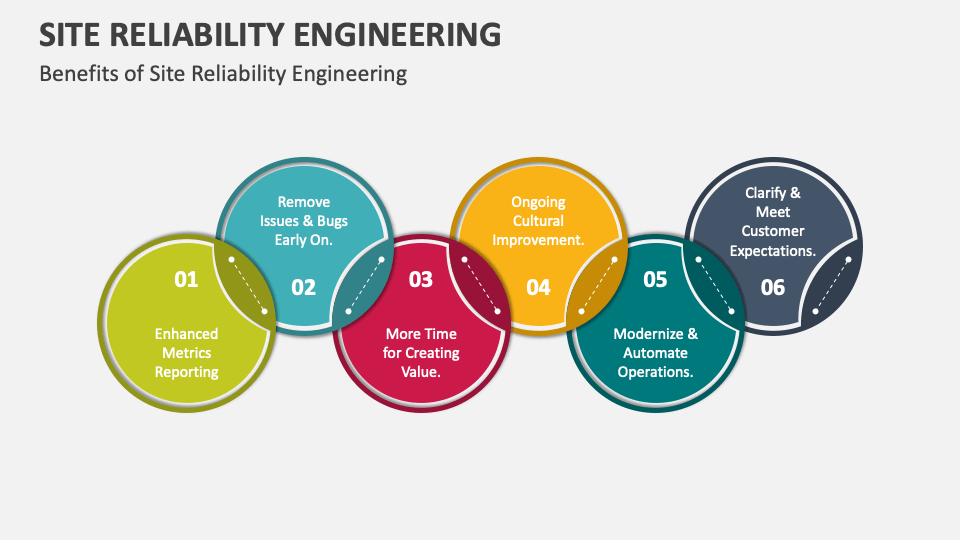 SITE RELIABILITY ENGINEERING
Benefits of Site Reliability Engineering
01
Enhanced
Metrics
Reporting
Remove
Issues & Bugs
Early On.
02
03
More Time
for Creating
Value.
Ongoing
Cultural
Improvement.
04
05
Modernize &
Automate
Operations.
Clarify &
Meet
Customer
Expectations.
06